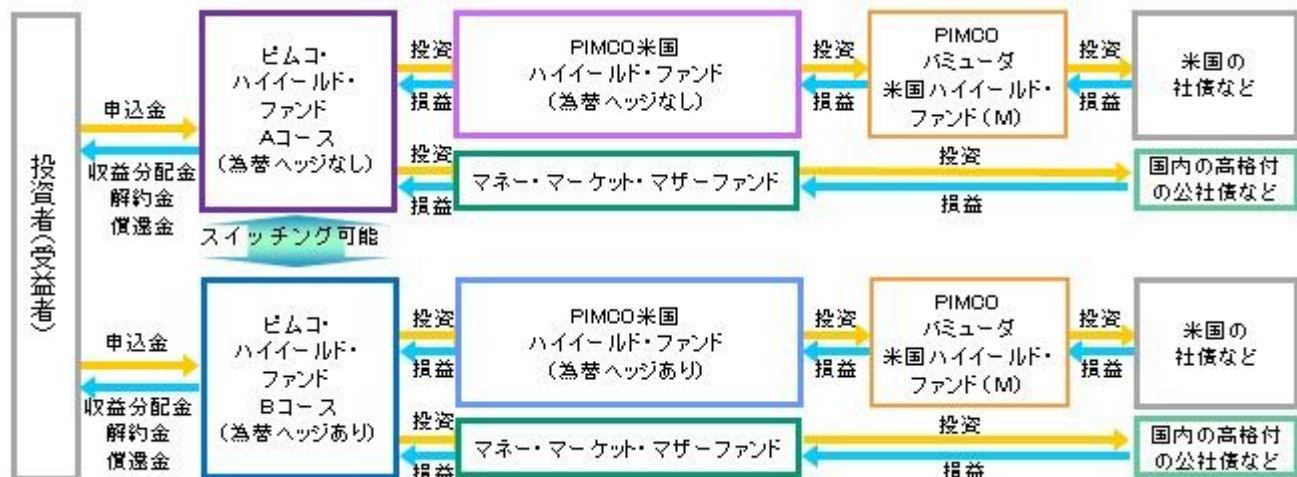 投資者(受益者)
申込金
収益分配金
解約金
償還金
ピムコ・
ハイイールド・
ファンド
Aコース
(為替ヘッジなし)
投資
損益
PIMCO米国
ハイイールド・ファンド
(為替ヘッジなし)
投資
損益
PIMCO
バミューダ
米国ハイイールド・
ファンド(M)
投資
損益
米国の
社債など
投資
損益
マネー・マーケット・マザーファンド
投資
損益
国内の高格付
の公社債など
スイッチング可能
申込金
収益分配金
解約金
償還金
ピムコ・
ハイイールド・
ファンド
Bコース
(為替ヘッジあり)
投資
損益
PIMCO米国
ハイイールド・ファンド
(為替ヘッジあり)
投資
損益
PIMCO
バミューダ
米国ハイイールド・
ファンド(M)
投資
損益
米国の
社債など
投資
損益
マネー・マーケット・マザーファンド
投資
損益
国内の高格付
の公社債など